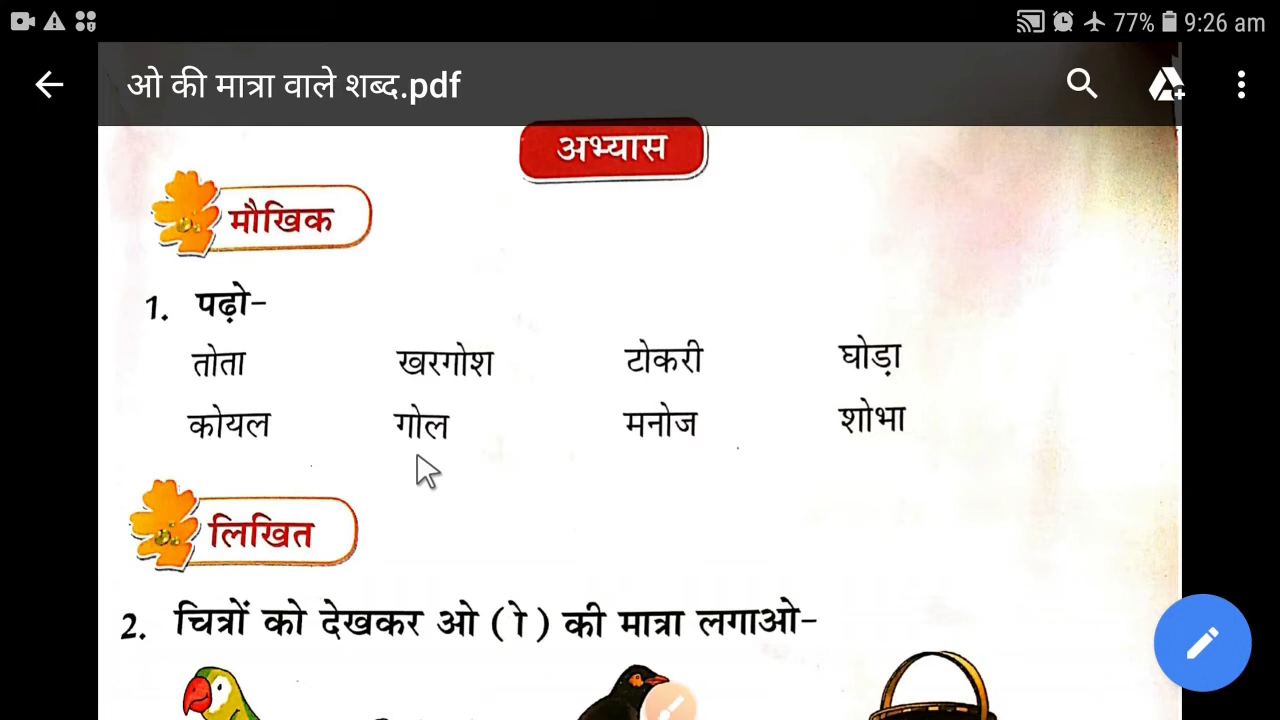 77% 9:26 am
ओ की मात्रा वाले शब्द.pdf
अभ्यास
मौखिक
1. पढ़ो-
तोता खरगोश टोकरी घोड़ा
कोयल गोल मनोज शोभा
लिखित
2. चित्रों को देखकर ओ (ो) की मात्रा लगाओ-